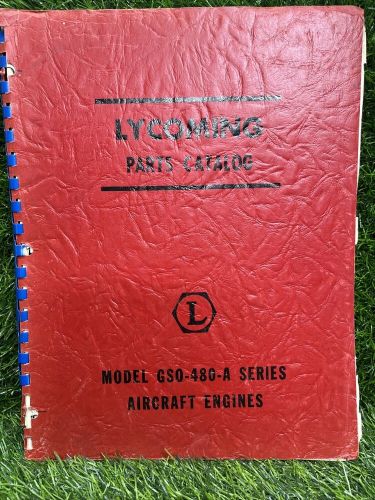 LYCOMING
PARTS CATALOG
L
MODEL GSO-480-A SERIES
AIRCRAFT ENGINES